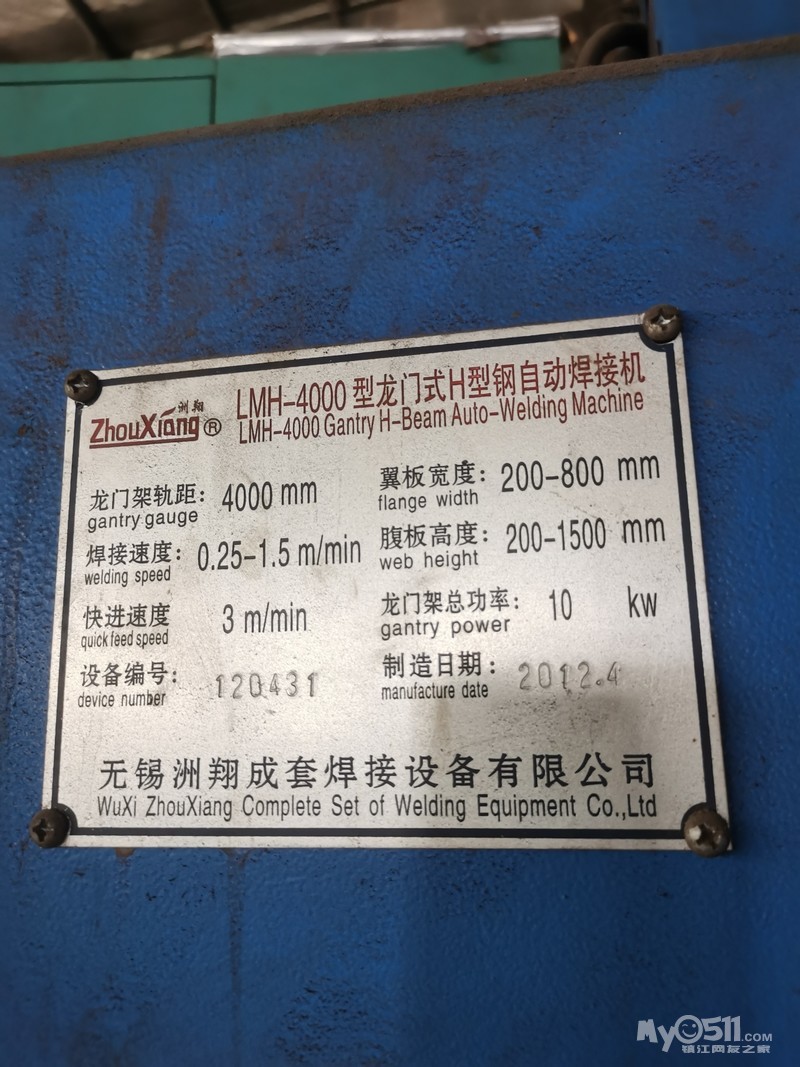 洲翔
ZhouXiang®
LMH-4000型龙门式H型钢自动焊接机
LMH-4000 Gantry H-Beam Auto-Welding Machine
龙门架轨距: 4000 mm
gantry gauge
翼板宽度: 200-800 mm
flange width
焊接速度: 0.25-1.5 m/min
welding speed
腹板高度: 200-1500 mm
web height
快进速度 3 m/min
quick feed speed
龙门架总功率: 10 kw
gantry power
设备编号: 120431
device number
制造日期: 2012.4
manufacture date
无锡洲翔成套焊接设备有限公司
WuXi ZhouXiang Complete Set of Welding Equipment Co.,Ltd
My0511.COM
镇江网友之家